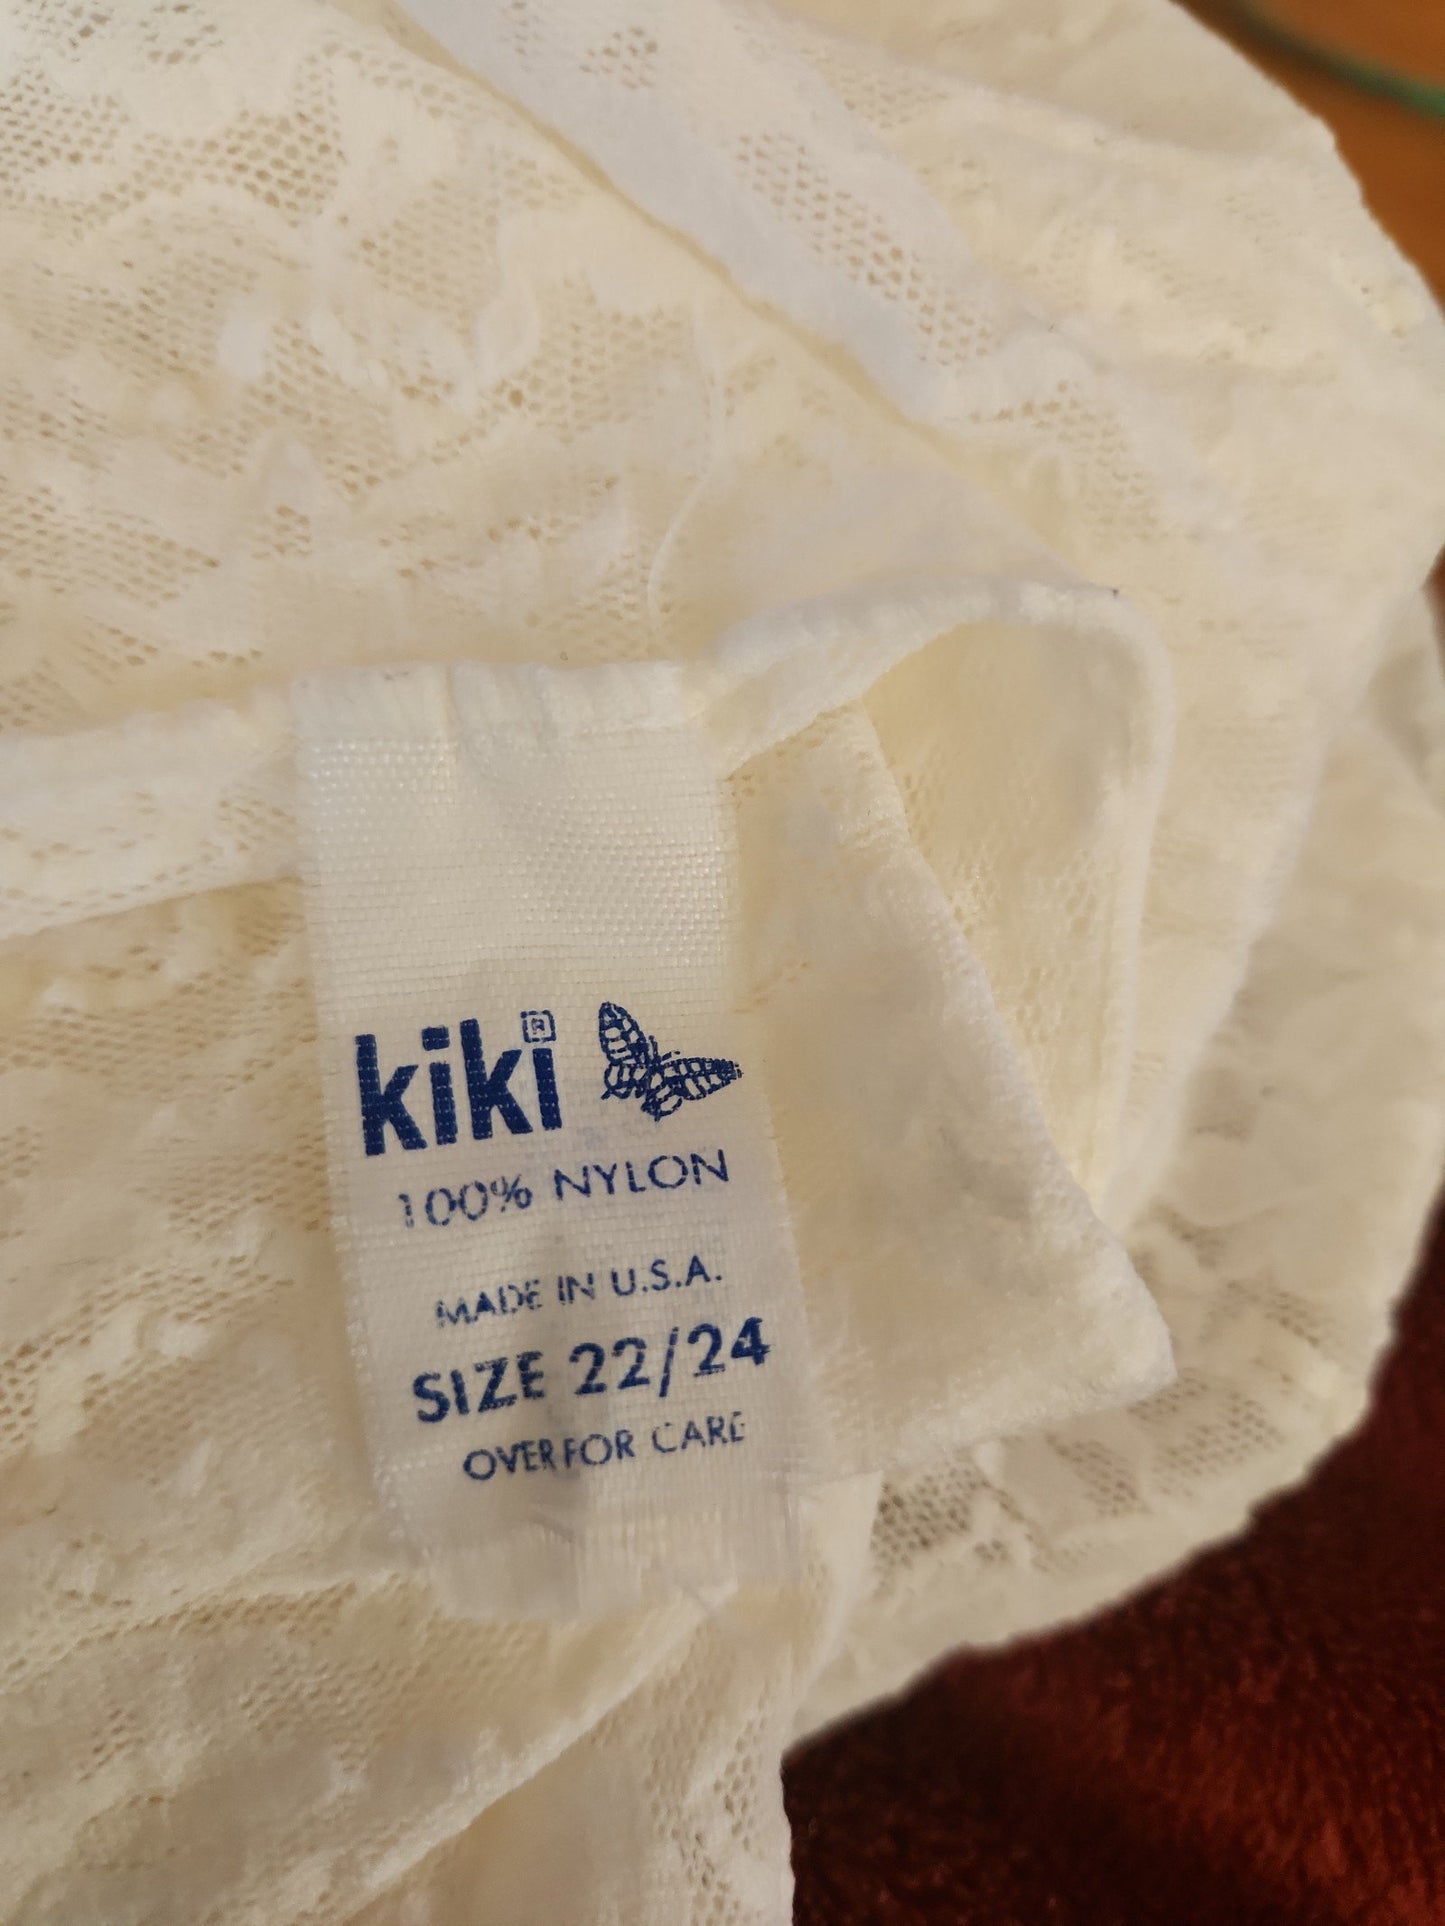 kiki®
100% NYLON
MADE IN U.S.A.
SIZE 22/24
OVER FOR CARE